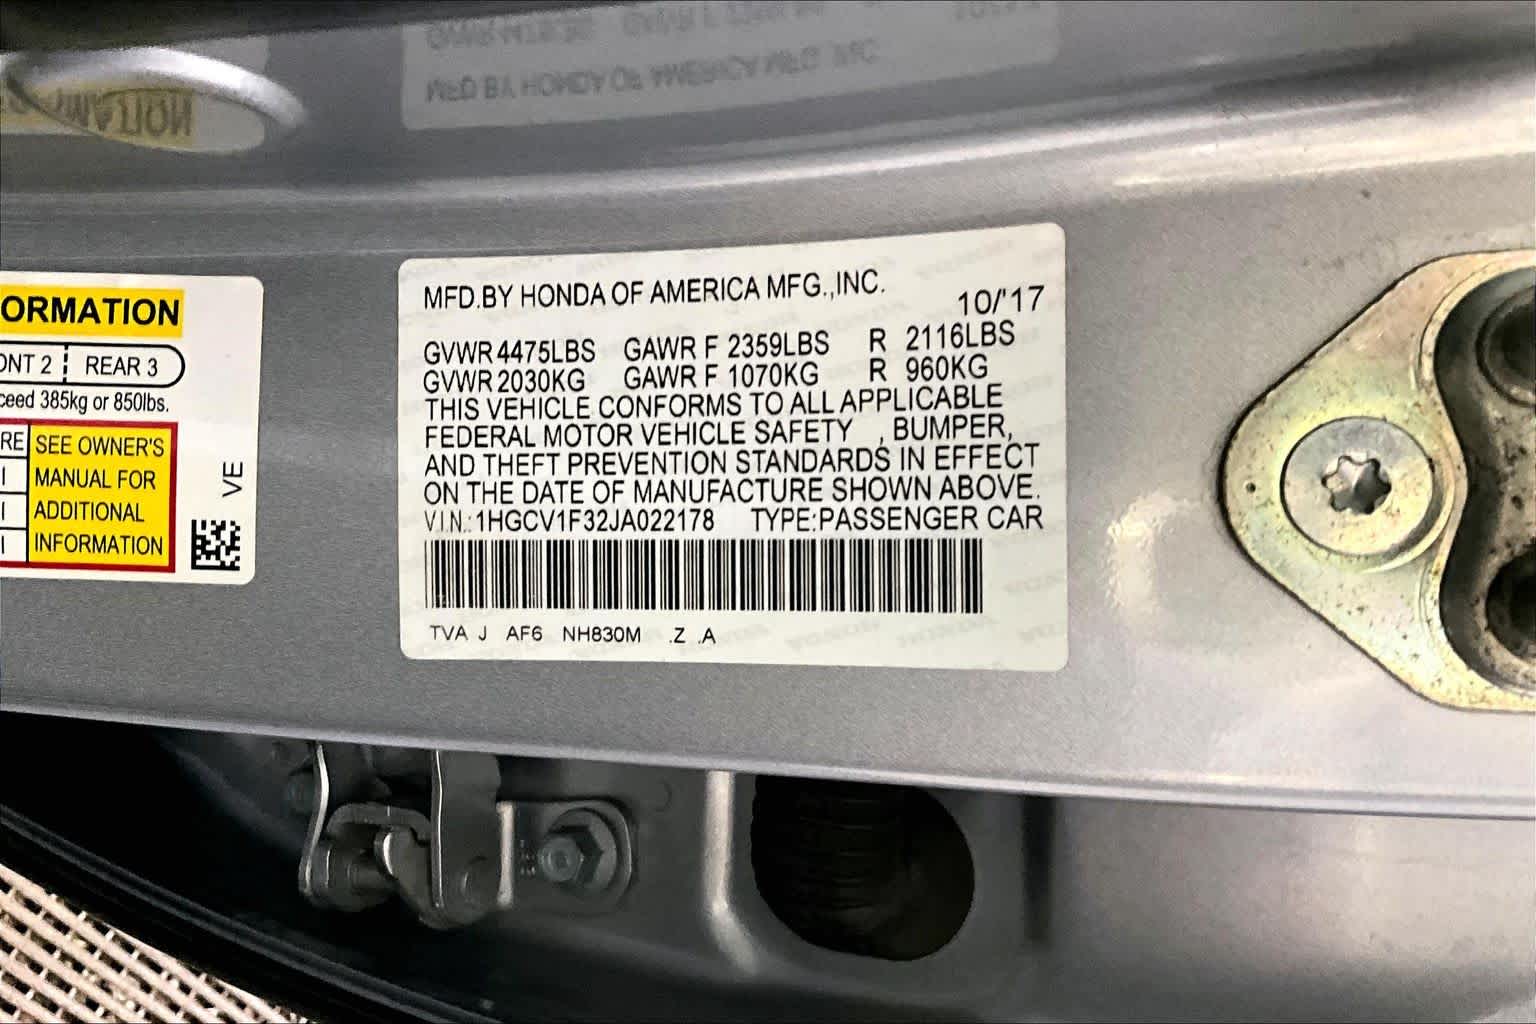 MFD.BY HONDA OF AMERICA MFG.,INC.
10/'17
GVWR 4475LBS GAWR F 2359LBS R 2116LBS
GVWR 2030KG GAWR F 1070KG R 960KG
THIS VEHICLE CONFORMS TO ALL APPLICABLE
FEDERAL MOTOR VEHICLE SAFETY , BUMPER,
AND THEFT PREVENTION STANDARDS IN EFFECT
ON THE DATE OF MANUFACTURE SHOWN ABOVE.
V.I.N.: 1HGCV1F32JA022178 TYPE:PASSENGER CAR
TVA J AF6 NH830M .Z .A
ORMATION
ONT 2 REAR 3
ceed 385kg or 850lbs.
RE
SEE OWNER'S
MANUAL FOR
ADDITIONAL
INFORMATION
VE